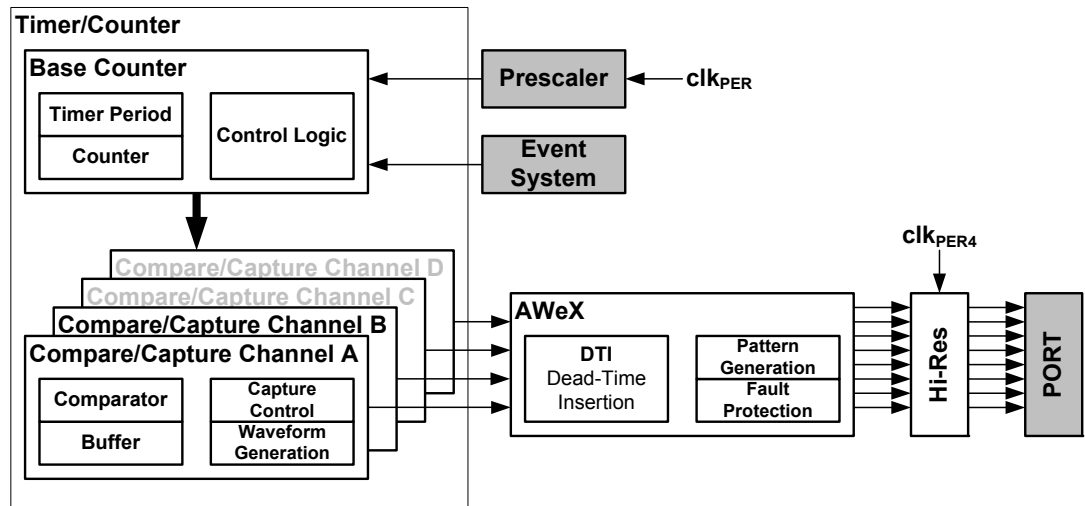 Timer/Counter
Base Counter
Timer Period
Counter
Control Logic
Prescaler
clkPER
Event
System
Compare/Capture Channel D
Compare/Capture Channel C
Compare/Capture Channel B
Compare/Capture Channel A
Comparator
Buffer
Capture
Control
Waveform
Generation
AWeX
DTI
Dead-Time
Insertion
Pattern
Generation
Fault
Protection
clkPER4
Hi-Res
PORT